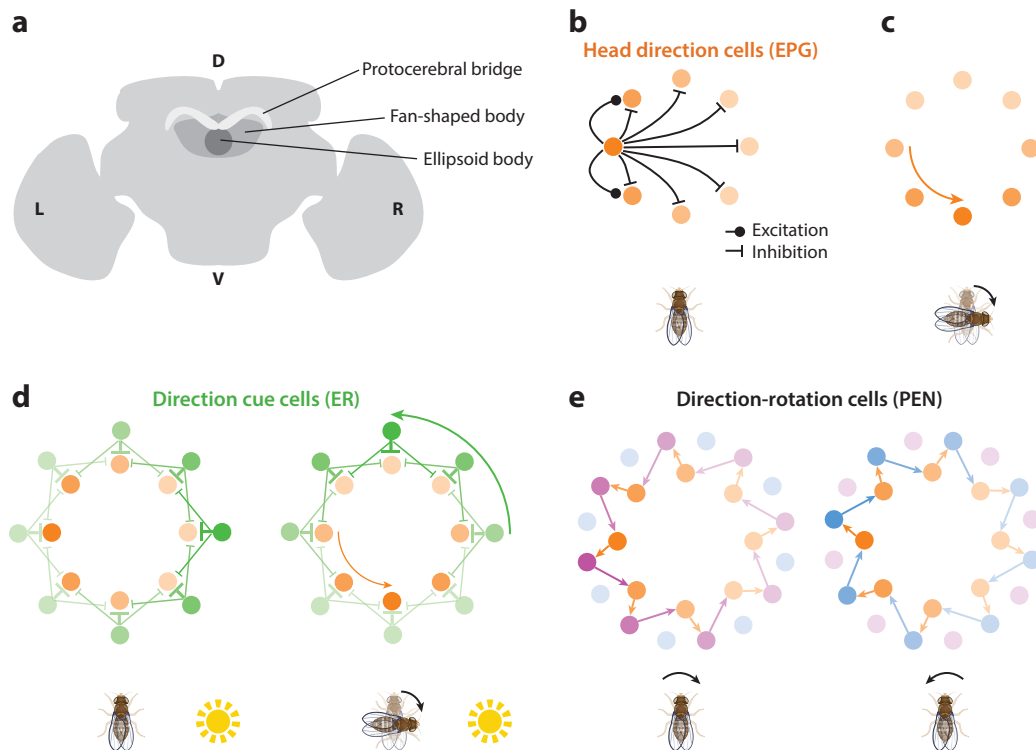 a
D
Protocerebral bridge
Fan-shaped body
Ellipsoid body
L
R
V
b
Head direction cells (EPG)
Excitation
Inhibition
c
d
Direction cue cells (ER)
e
Direction-rotation cells (PEN)